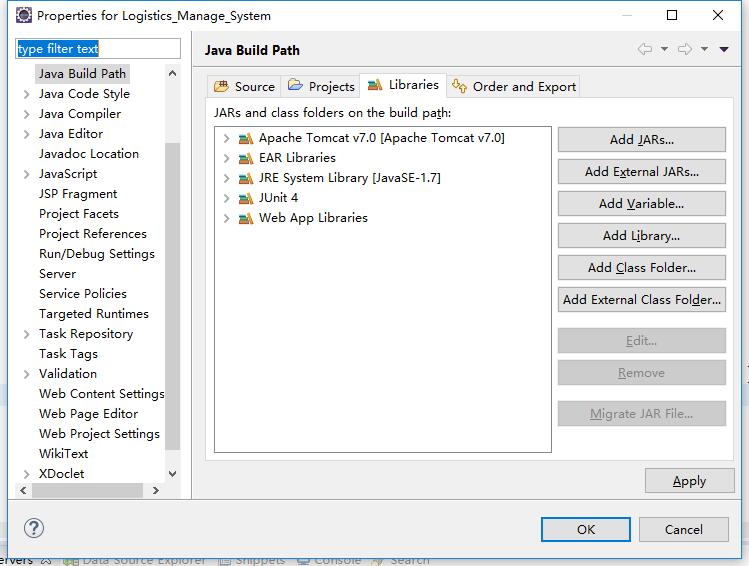 Properties for Logistics_Manage_System
type filter text
Java Build Path
Java Code Style
Java Compiler
Java Editor
Javadoc Location
JavaScript
JSP Fragment
Project Facets
Project References
Run/Debug Settings
Server
Service Policies
Targeted Runtimes
Task Repository
Task Tags
Validation
Web Content Settings
Web Page Editor
Web Project Settings
WikiText
XDoclet
Java Build Path
Source Projects Libraries Order and Export
JARs and class folders on the build path:
Apache Tomcat v7.0 [Apache Tomcat v7.0]
EAR Libraries
JRE System Library [JavaSE-1.7]
JUnit 4
Web App Libraries
Add JARs...
Add External JARs...
Add Variable...
Add Library...
Add Class Folder...
Add External Class Folder...
Edit...
Remove
Migrate JAR File...
Apply
OK Cancel
ervers Data Source Explorer Snippets Console Search